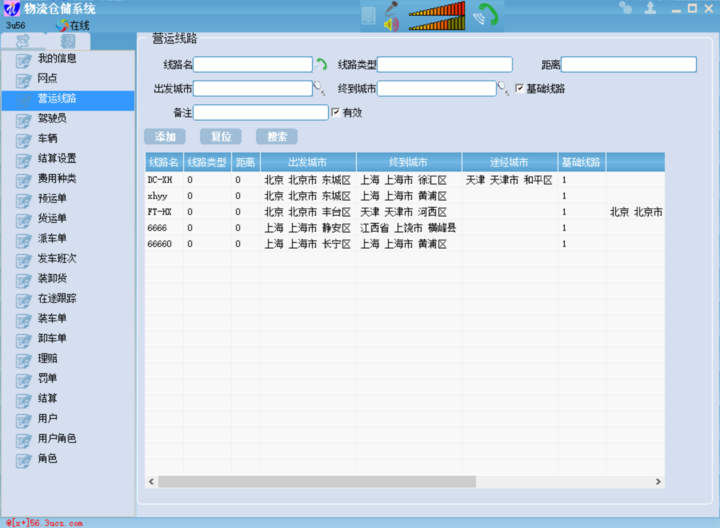 物流仓储系统
3u56 在线
营运线路
线路名 线路类型 距离
出发城市 终到城市 基础线路
备注 有效
添加 复位 搜索
线路名 线路类型 距离 出发城市 终到城市 途经城市 基础线路
DC-XH 0 0 北京 北京市 东城区 上海 上海市 徐汇区 天津 天津市 和平区 1
xhyy 0 0 北京 北京市 东城区 上海 上海市 黄浦区 1
FT-HX 0 0 北京 北京市 丰台区 天津 天津市 河西区 1 北京 北京市
6666 0 0 上海 上海市 静安区 江西省 上饶市 横峰县 1
66660 0 0 上海 上海市 长宁区 上海 上海市 黄浦区 1
我的信息
网点
营运线路
驾驶员
车辆
结算设置
费用种类
预运单
货运单
派车单
发车班次
装卸货
在途跟踪
装车单
卸车单
理赔
罚单
结算
用户
用户角色
角色
@[x+]56.3ucs.com